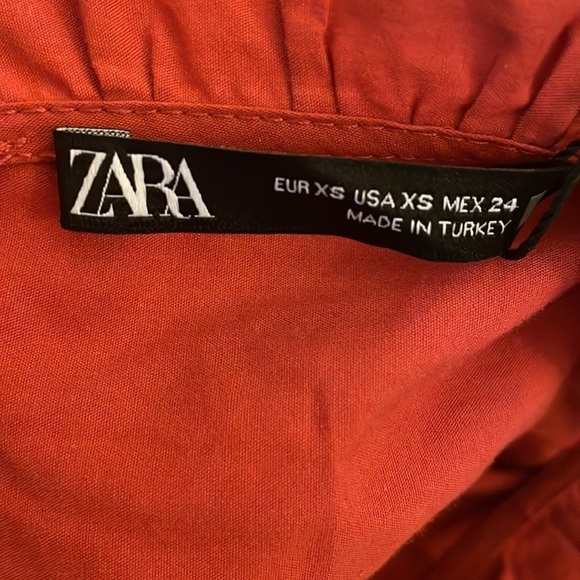 ZARA
EUR XS USA XS MEX 24
MADE IN TURKEY